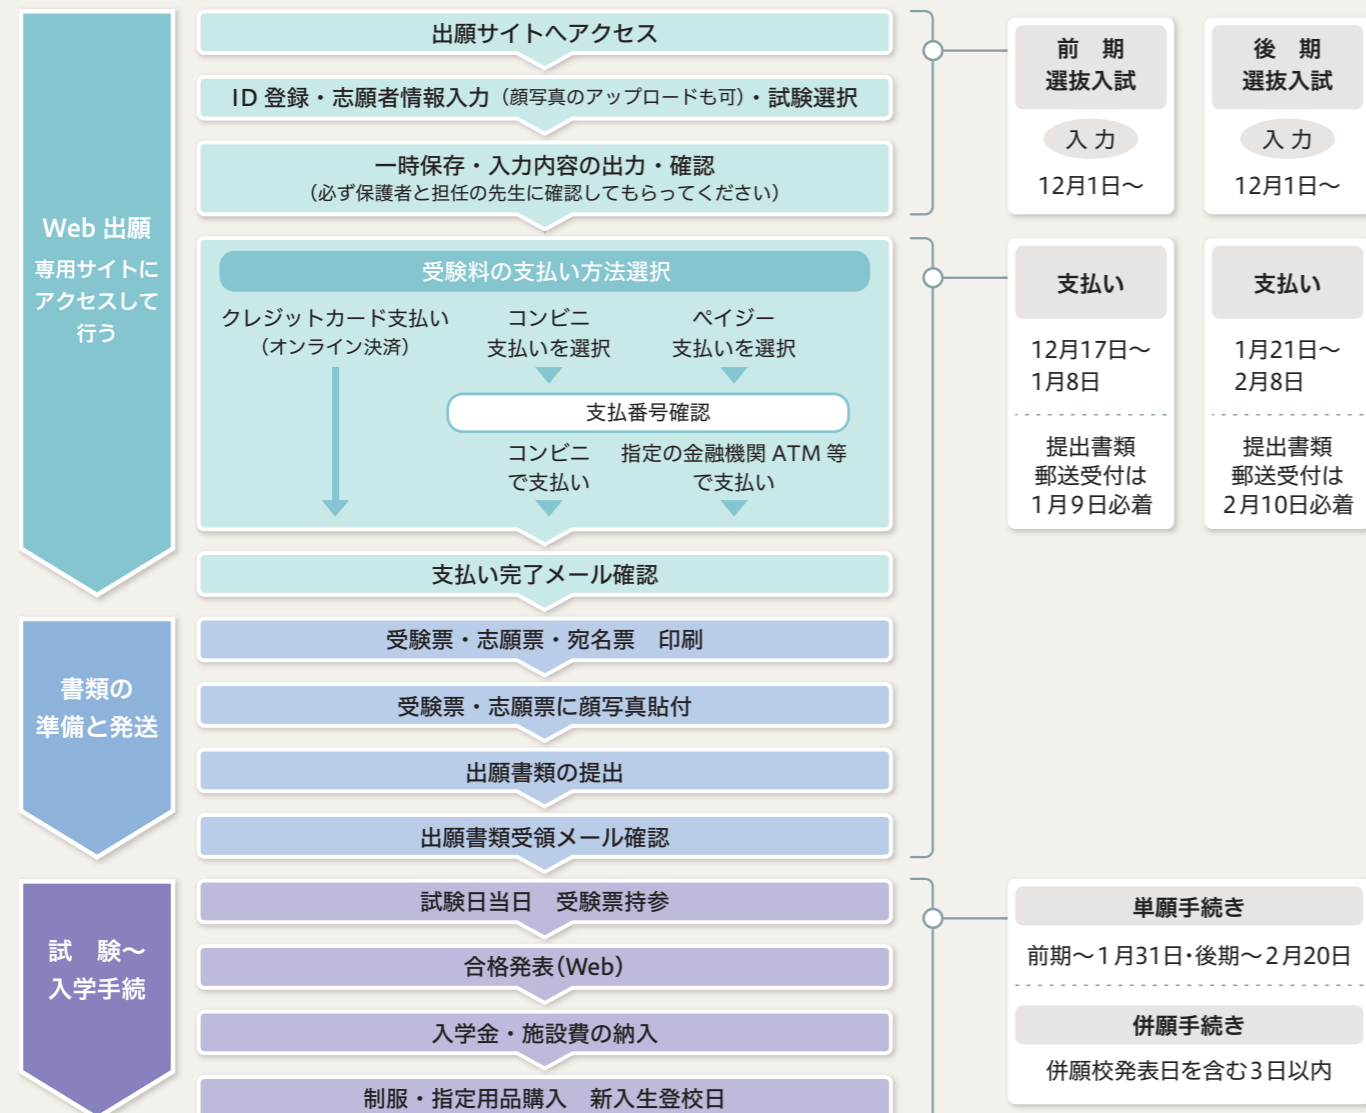 Web 出願
専用サイトに
アクセスして
行う
出願サイトへアクセス
ID 登録・志願者情報入力（顔写真のアップロードも可）・試験選択
一時保存・入力内容の出力・確認
（必ず保護者と担任の先生に確認してもらってください）
受験料の支払い方法選択
クレジットカード支払い
（オンライン決済）
コンビニ
支払いを選択
ペイジー
支払いを選択
支払番号確認
コンビニ
で支払い
指定の金融機関 ATM 等
で支払い
支払い完了メール確認
前　期
選抜入試
入 力
12月1日～
後　期
選抜入試
入 力
12月1日～
支払い
12月17日～
1月8日
提出書類
郵送受付は
1月9日必着
支払い
1月21日～
2月8日
提出書類
郵送受付は
2月10日必着
書類の
準備と発送
受験票・志願票・宛名票　印刷
受験票・志願票に顔写真貼付
出願書類の提出
出願書類受領メール確認
試　験～
入学手続
試験日当日　受験票持参
合格発表（Web）
入学金・施設費の納入
制服・指定用品購入　新入生登校日
単願手続き
前期～1月31日・後期～2月20日
併願手続き
併願校発表日を含む3日以内